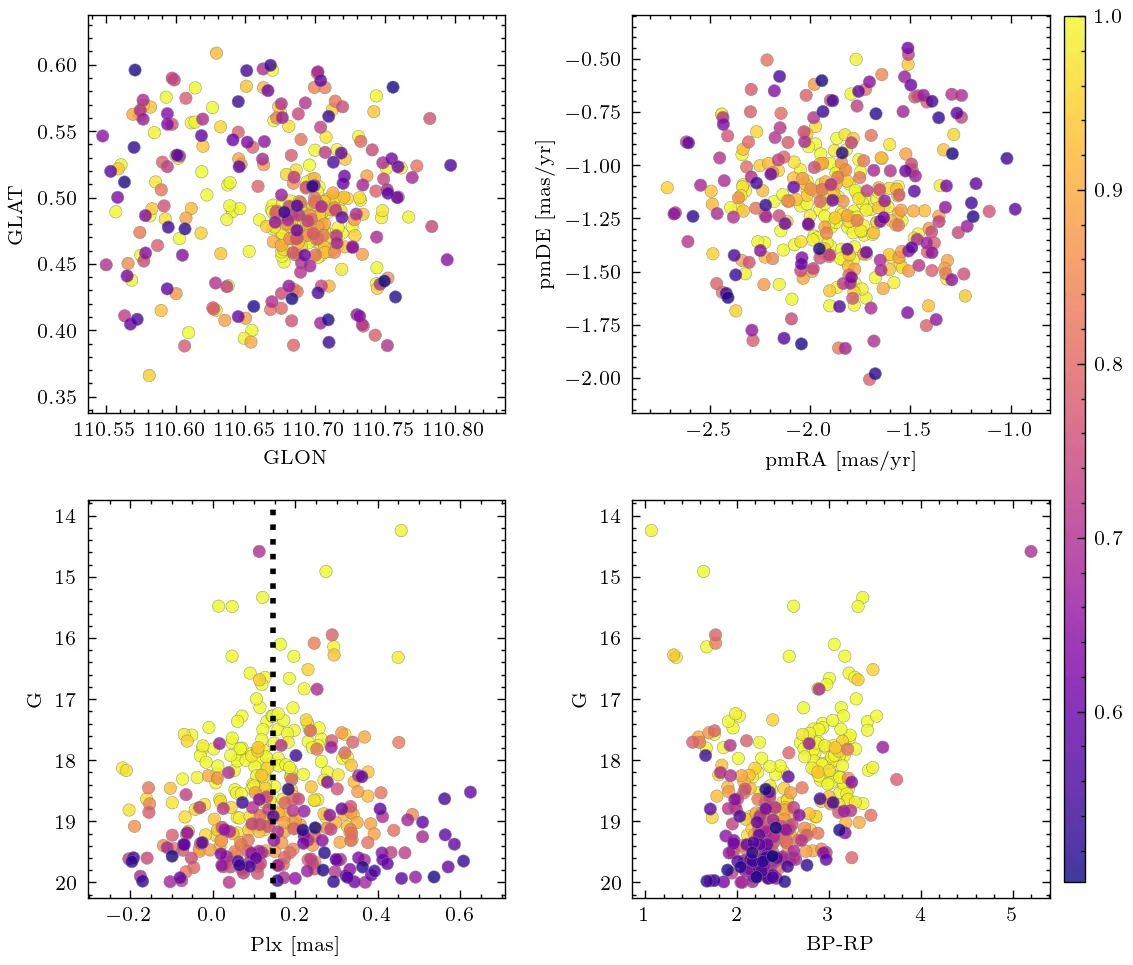 GLAT
0.60
0.55
0.50
0.45
0.40
0.35
110.55 110.60 110.65 110.70 110.75 110.80
GLON
pmDE [mas/yr]
−0.50
−0.75
−1.00
−1.25
−1.50
−1.75
−2.00
−2.5 −2.0 −1.5 −1.0
pmRA [mas/yr]
G
14
15
16
17
18
19
20
−0.2 0.0 0.2 0.4 0.6
Plx [mas]
G
14
15
16
17
18
19
20
1 2 3 4 5
BP-RP
1.0
0.9
0.8
0.7
0.6